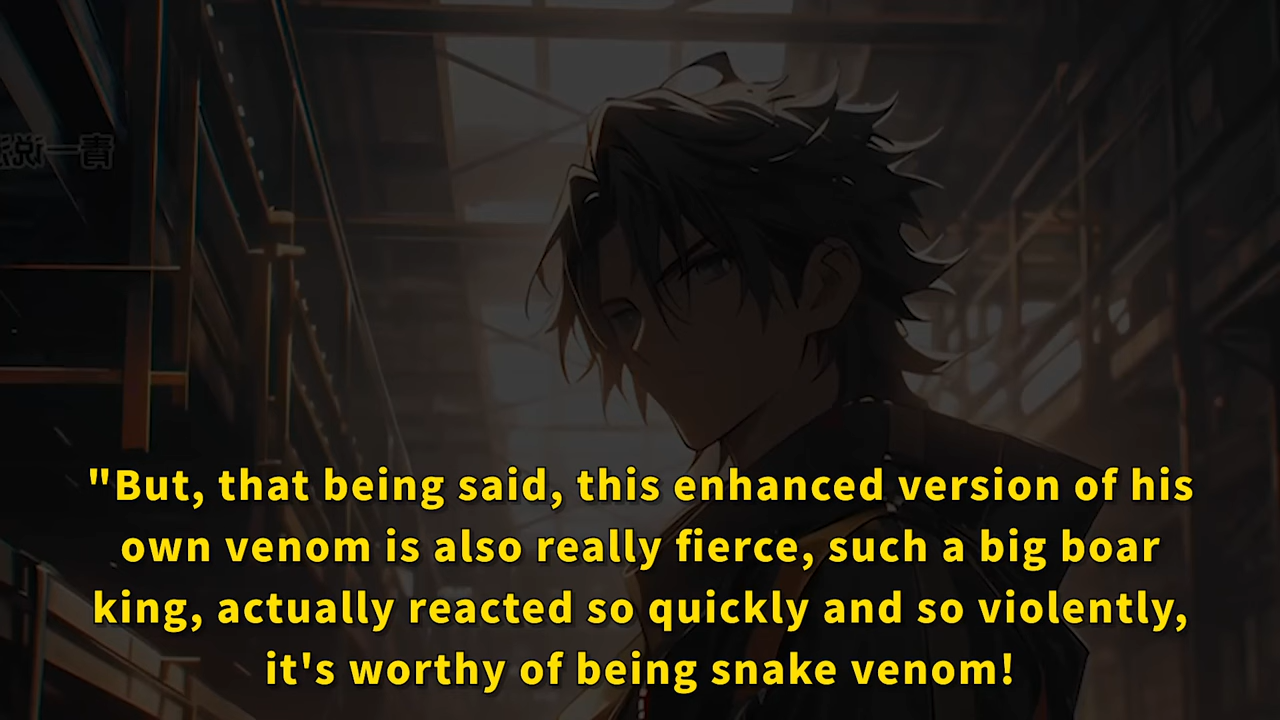 "But, that being said, this enhanced version of his
own venom is also really fierce, such a big boar
king, actually reacted so quickly and so violently,
it's worthy of being snake venom!